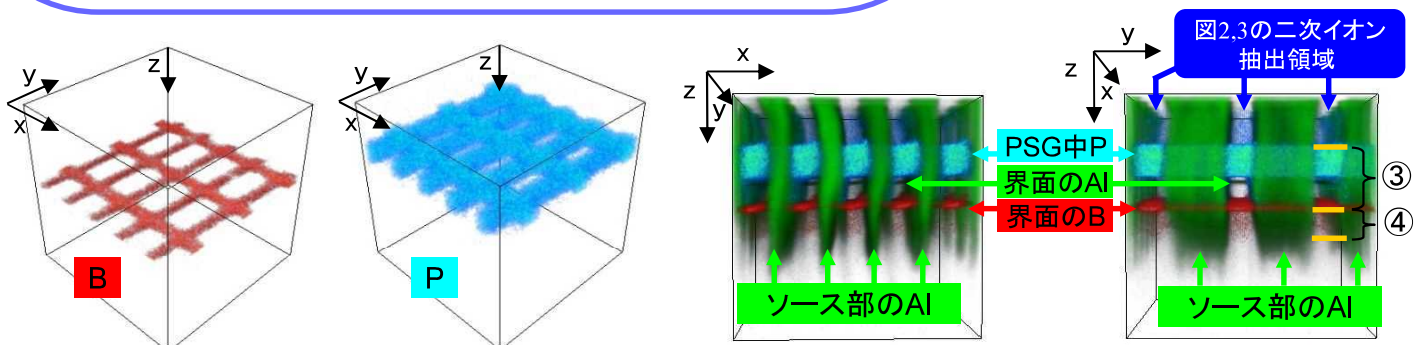 y
x
z
B
y
x
z
P
x
z
y
PSG中P
界面のAl
界面のB
ソース部のAl
図2,3の二次イオン
抽出領域
y
z
x
③
④
ソース部のAl